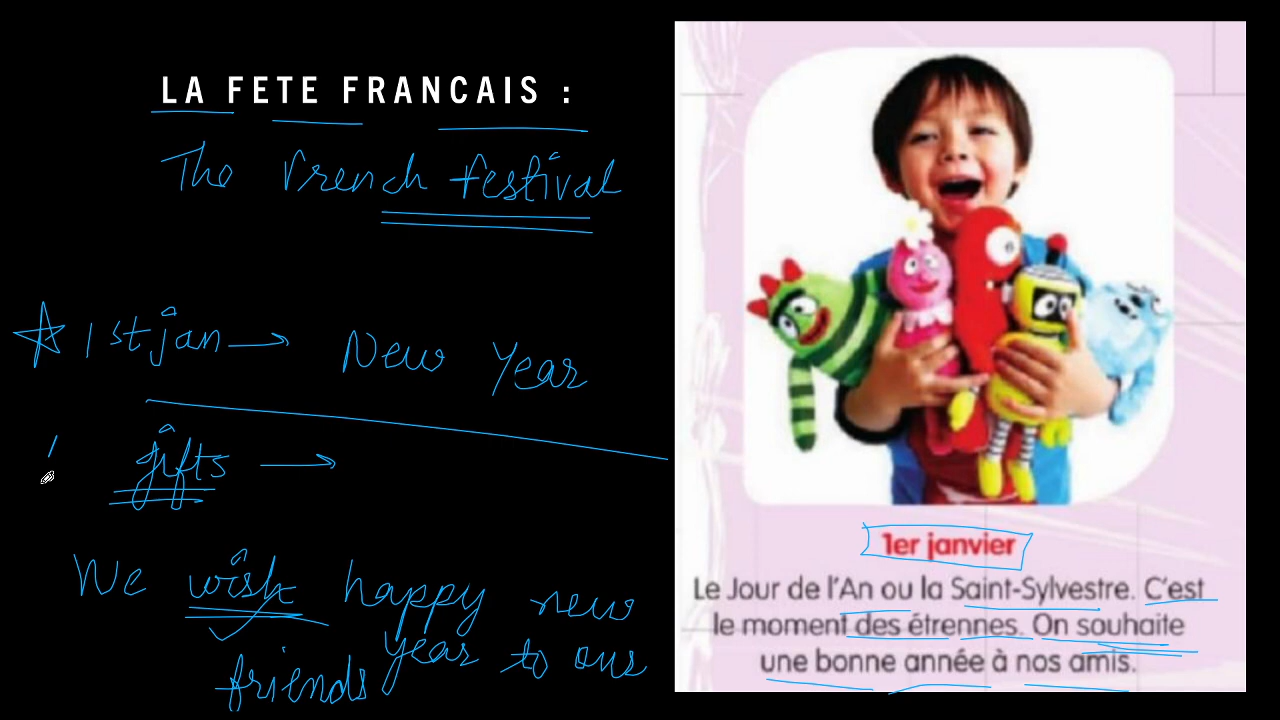 LA FETE FRANCAIS :
The French festival
1st jan → New Year
gifts →
We wish happy new
year to our
friends
1er janvier
Le Jour de l'An ou la Saint-Sylvestre. C'est
le moment des étrennes. On souhaite
une bonne année à nos amis.